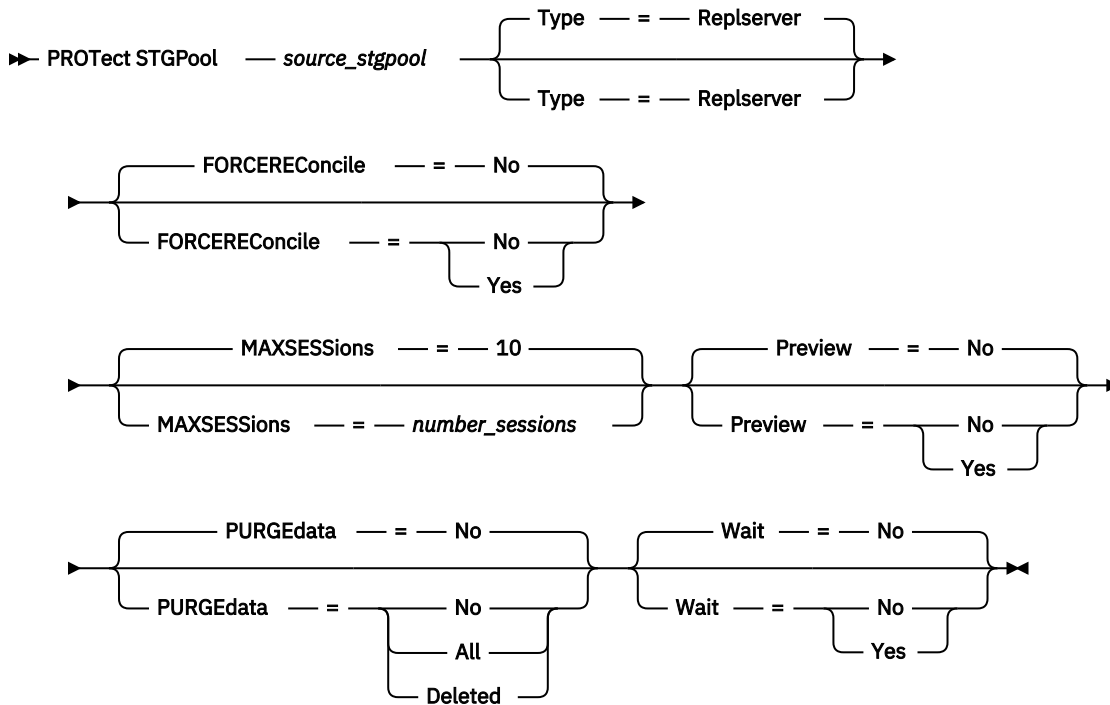 Type = Replserver
PROTect STGPool source_stgpool
Type = Replserver
FORCEREConcile = No
FORCEREConcile = No
Yes
MAXSESSions = 10 Preview = No
MAXSESSions = number_sessions Preview = No
Yes
PURGEdata = No Wait = No
PURGEdata = No Wait = No
All Yes
Deleted